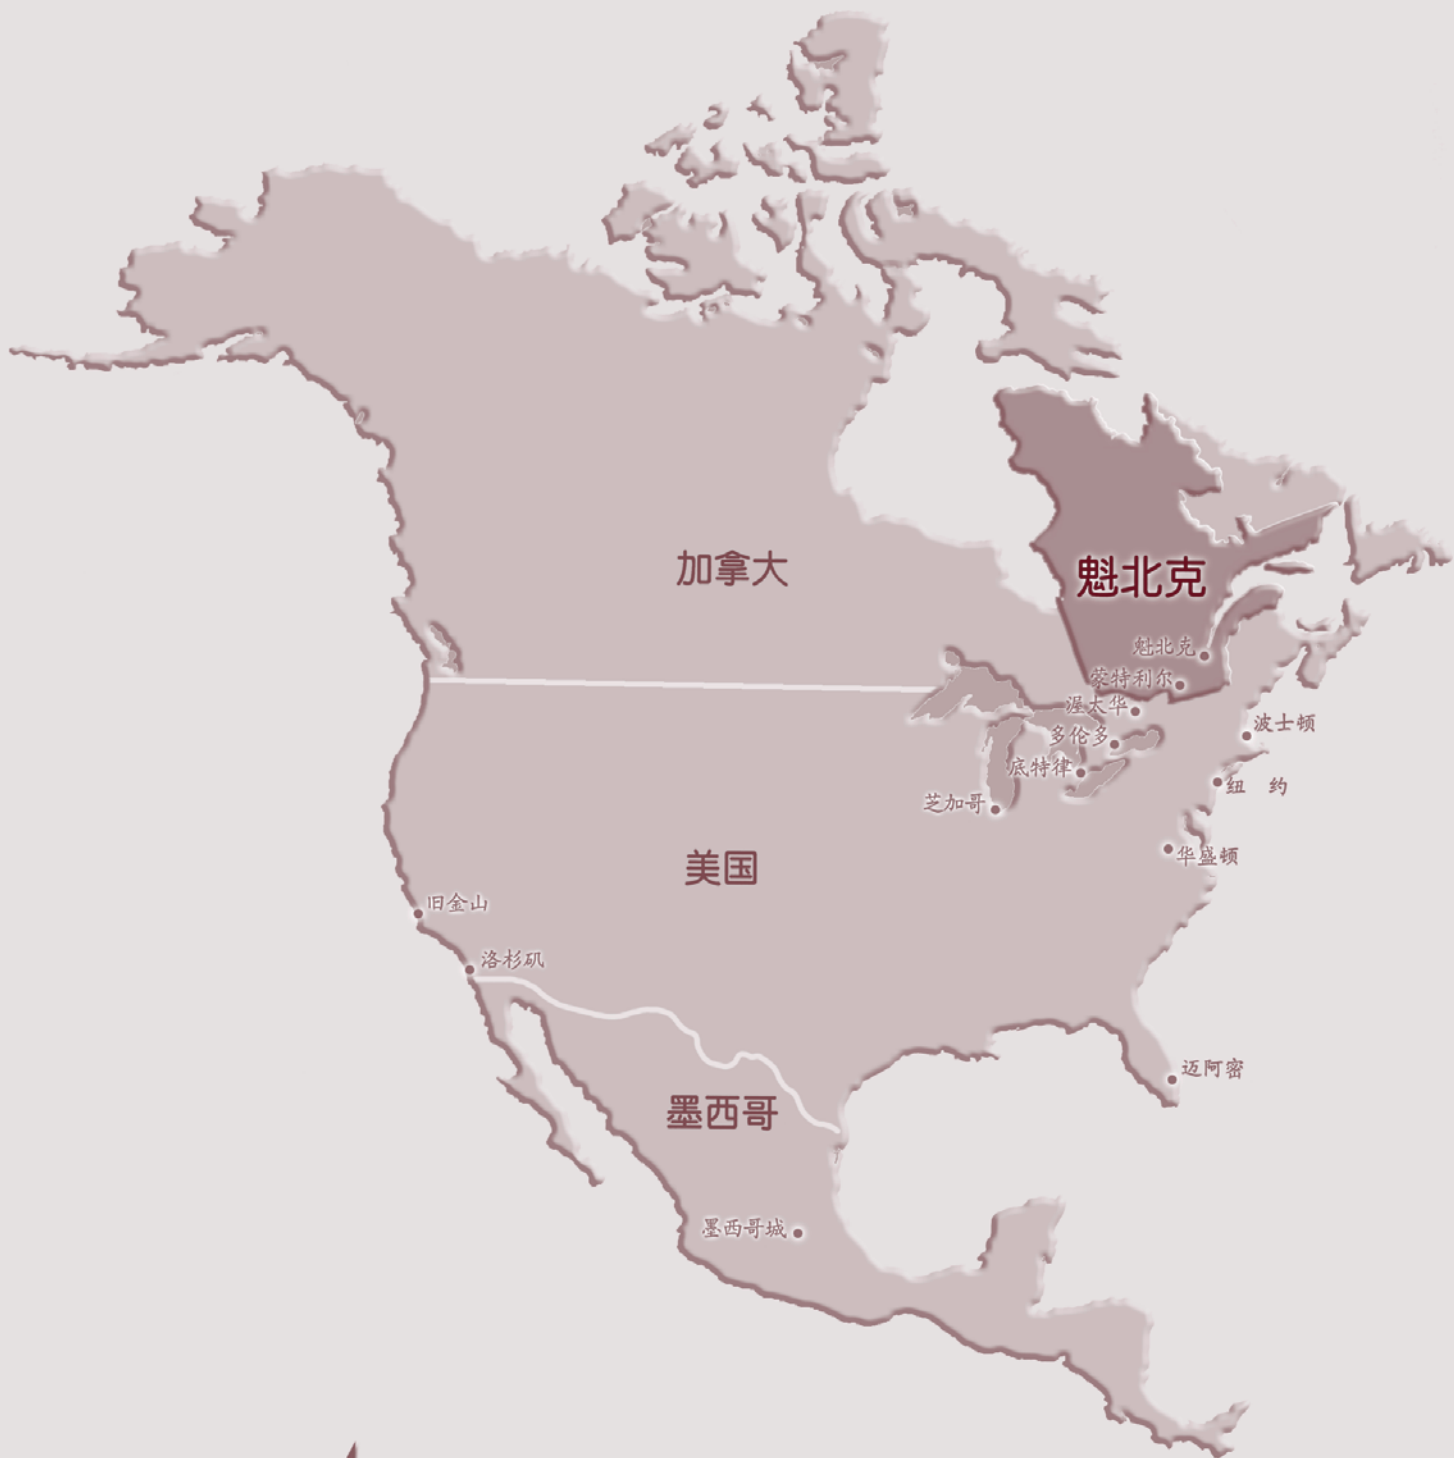 加拿大
魁北克
魁北克
蒙特利尔
渥太华
波士顿
多伦多
底特律
纽 约
芝加哥
华盛顿
美国
旧金山
洛杉矶
迈阿密
墨西哥
墨西哥城